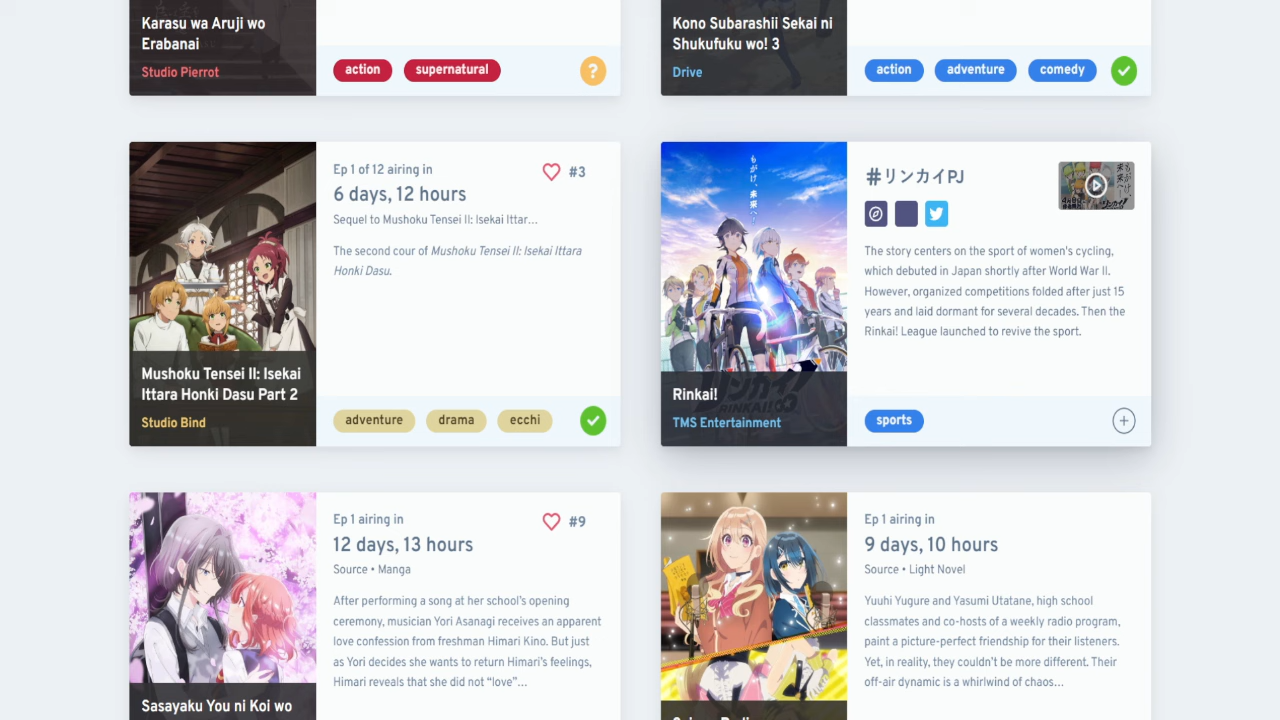 Karasu wa Aruji wo
Erabanai
Studio Pierrot
action
supernatural
?
Kono Subarashii Sekai ni
Shukufuku wo! 3
Drive
action
adventure
comedy
Ep 1 of 12 airing in
6 days, 12 hours
#3
Sequel to Mushoku Tensei II: Isekai Ittar...
The second cour of Mushoku Tensei II: Isekai Ittara
Honki Dasu.
Mushoku Tensei II: Isekai
Ittara Honki Dasu Part 2
Studio Bind
adventure
drama
ecchi
もがけ、未来へ!
リンカイ!
RINKAI!
Rinkai!
TMS Entertainment
#リンカイPJ
The story centers on the sport of women's cycling,
which debuted in Japan shortly after World War II.
However, organized competitions folded after just 15
years and laid dormant for several decades. Then the
Rinkai! League launched to revive the sport.
sports
Ep 1 airing in
12 days, 13 hours
#9
Source • Manga
After performing a song at her school's opening
ceremony, musician Yori Asanagi receives an apparent
love confession from freshman Himari Kino. But just
as Yori decides she wants to return Himari's feelings,
Himari reveals that she did not “love”...
Sasayaku You ni Koi wo
Ep 1 airing in
9 days, 10 hours
Source • Light Novel
Yuuhi Yugure and Yasumi Utatane, high school
classmates and co-hosts of a weekly radio program,
paint a picture-perfect friendship for their listeners.
Yet, in reality, they couldn't be more different. Their
off-air dynamic is a whirlwind of chaos...